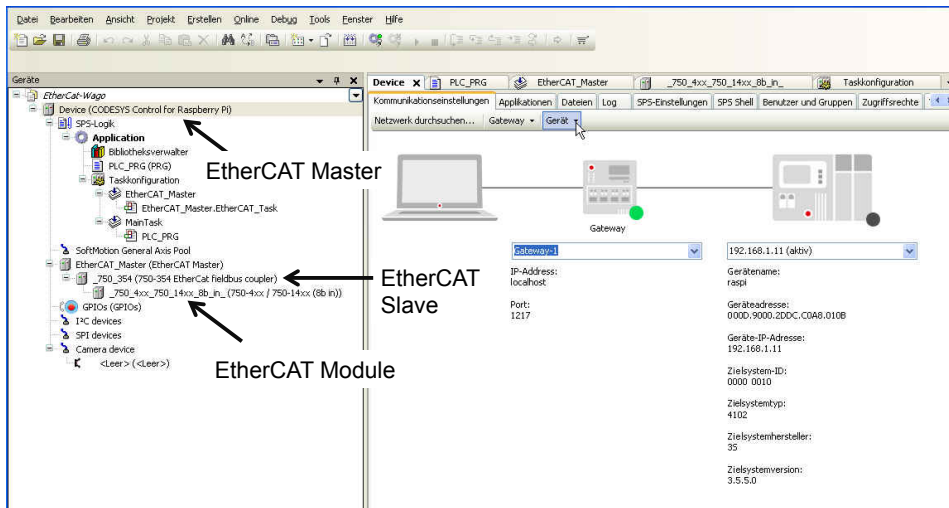 Datei Bearbeiten Ansicht Projekt Erstellen Online Debug Tools Fenster Hilfe
Geräte
EtherCat-Wago
Device (CODESYS Control for Raspberry Pi)
SPS-Logik
Application
Bibliotheksverwalter
PLC_PRG (PRG)
Taskkonfiguration
EtherCAT_Master
EtherCAT_Master.EtherCAT_Task
MainTask
PLC_PRG
SoftMotion General Axis Pool
EtherCAT_Master (EtherCAT Master)
_750_354 (750-354 EtherCat fieldbus coupler)
_750_4xx_750_14xx_8b_in_ (750-4xx / 750-14xx (8b in))
GPIOs (GPIOs)
I²C devices
SPI devices
Camera device
<Leer> (<Leer>)
EtherCAT Master
EtherCAT
Slave
EtherCAT Module
Device X PLC_PRG EtherCAT_Master _750_4xx_750_14xx_8b_in_ Taskkonfiguration
Kommunikationseinstellungen Applikationen Dateien Log SPS-Einstellungen SPS Shell Benutzer und Gruppen Zugriffsrechte
Netzwerk durchsuchen... Gateway Gerät
Gateway
Gateway-1
IP-Address:
localhost
Port:
1217
192.168.1.11 (aktiv)
Gerätename:
raspi
Geräteadresse:
000D.9000.2DDC.C0A8.010B
Geräte-IP-Adresse:
192.168.1.11
Zielsystem-ID:
0000 0010
Zielsystemtyp:
4102
Zielsystemhersteller:
35
Zielsystemversion:
3.5.5.0